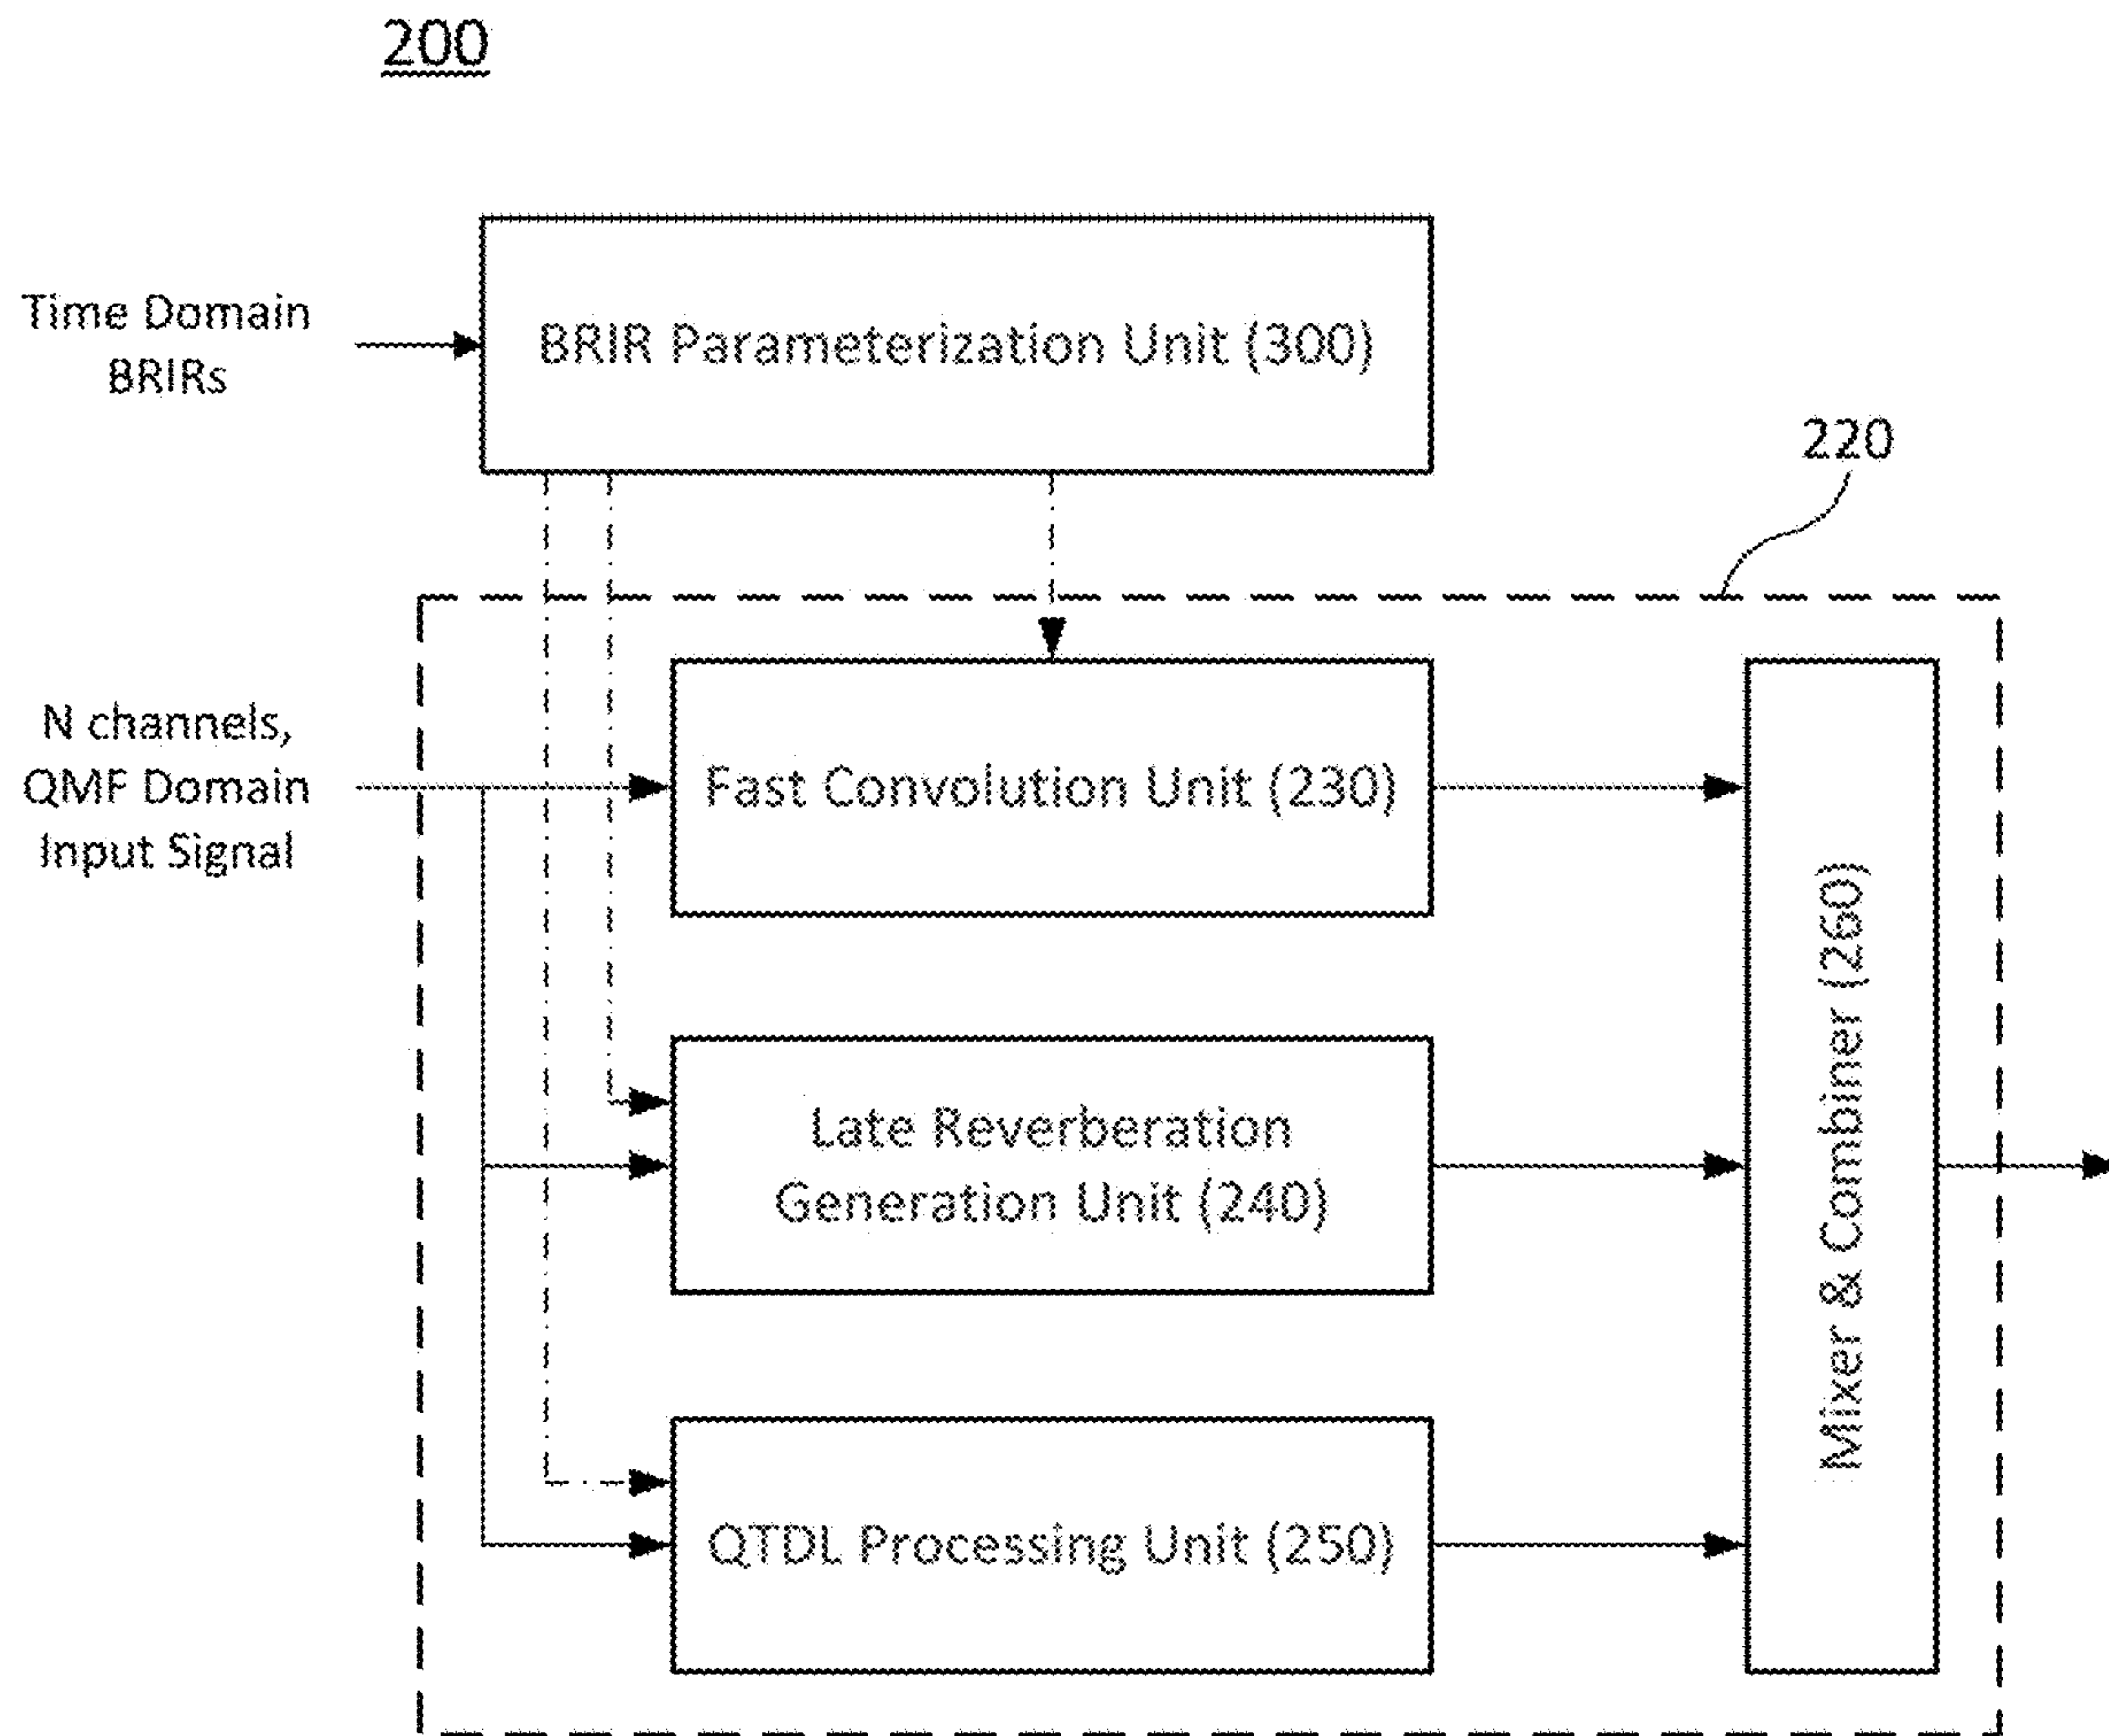 200
Time Domain
BRIRs
BRIR Parameterization Unit (300)
220
N channels,
QMF Domain
Input Signal
Fast Convolution Unit (230)
Late Reverberation
Generation Unit (240)
QTDL Processing Unit (250)
Mixer & Combiner (260)